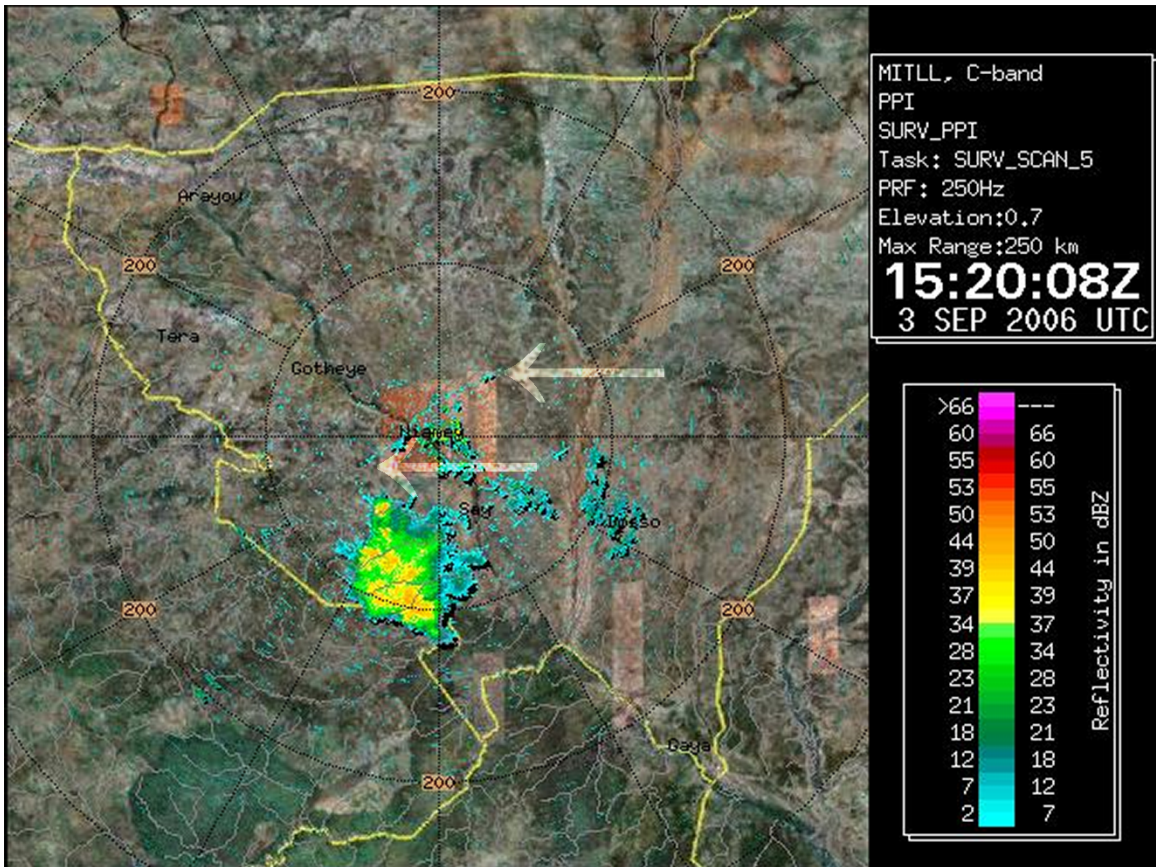 200
Arayou
200
200
Tera
Gotheye
Niamey
Say
Dosso
200
200
Gaya
200
MITLL, C-band
PPI
SURV_PPI
Task: SURV_SCAN_5
PRF: 250Hz
Elevation:0.7
Max Range:250 km
15:20:08Z
3 SEP 2006 UTC
>66 ---
60 66
55 60
53 55
50 53
44 50
39 44
37 39
34 37
28 34
23 28
21 23
18 21
12 18
7 12
2 7
Reflectivity in dBZ